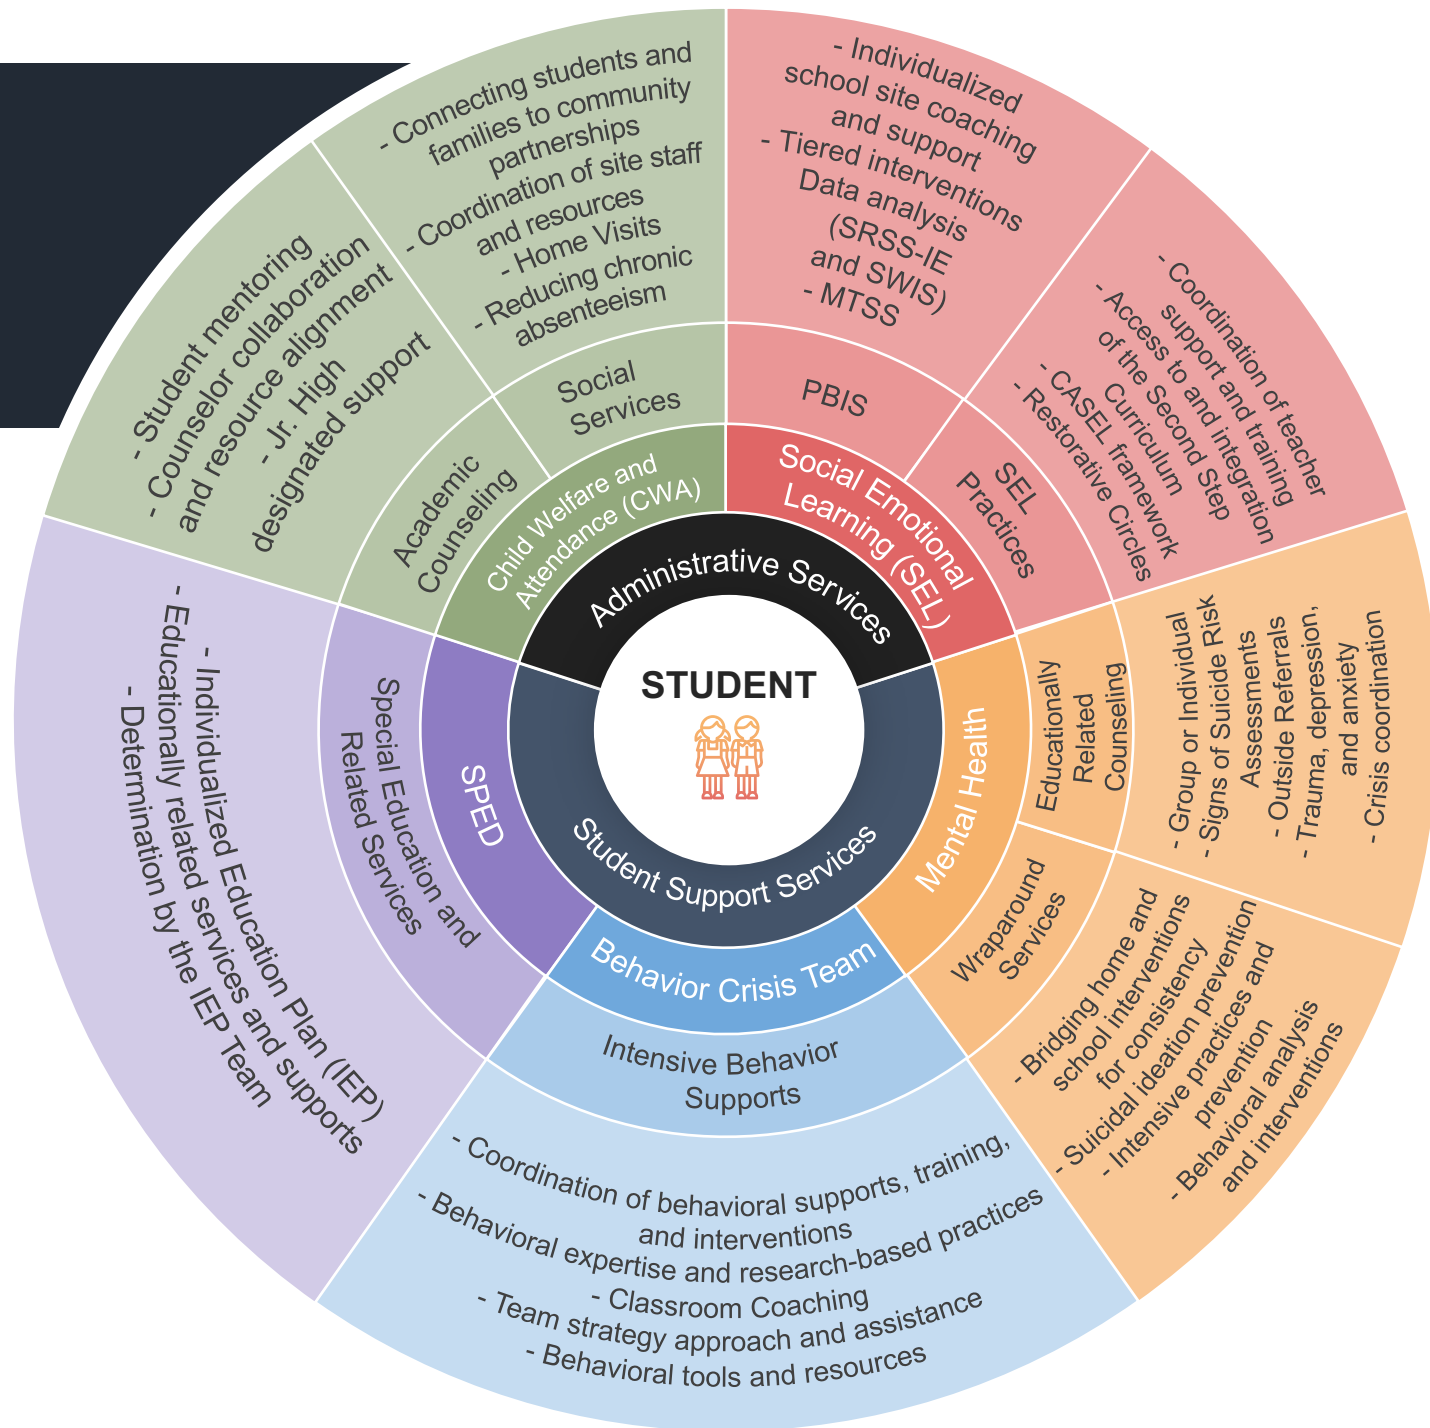 STUDENT
Administrative Services
Student Support Services
Social Emotional
Learning (SEL)
PBIS
- Individualized
school site coaching
and support
- Tiered interventions
Data analysis
(SRSS-IE
and SWIS)
- MTSS
SEL
Practices
- Coordination of teacher
support and training
- Access to and integration
of the Second Step
Curriculum
- CASEL framework
- Restorative Circles
Mental Health
Educationally
Related
Counseling
- Group or Individual
- Signs of Suicide Risk
Assessments
- Outside Referrals
- Trauma, depression,
and anxiety
- Crisis coordination
Wraparound
Services
- Bridging home and
school interventions
for consistency
- Suicidal ideation prevention
- Intensive practices and
prevention
- Behavioral analysis
and interventions
Behavior Crisis Team
Intensive Behavior
Supports
- Coordination of behavioral supports, training,
and interventions
- Behavioral expertise and research-based practices
- Classroom Coaching
- Team strategy approach and assistance
- Behavioral tools and resources
SPED
Special Education and
Related Services
- Individualized Education Plan (IEP)
- Educationally related services and supports
- Determination by the IEP Team
Child Welfare and
Attendance (CWA)
Academic
Counseling
- Student mentoring
- Counselor collaboration
and resource alignment
- Jr. High
designated support
Social
Services
- Connecting students and
families to community
partnerships
- Coordination of site staff
and resources
- Home Visits
- Reducing chronic
absenteeism